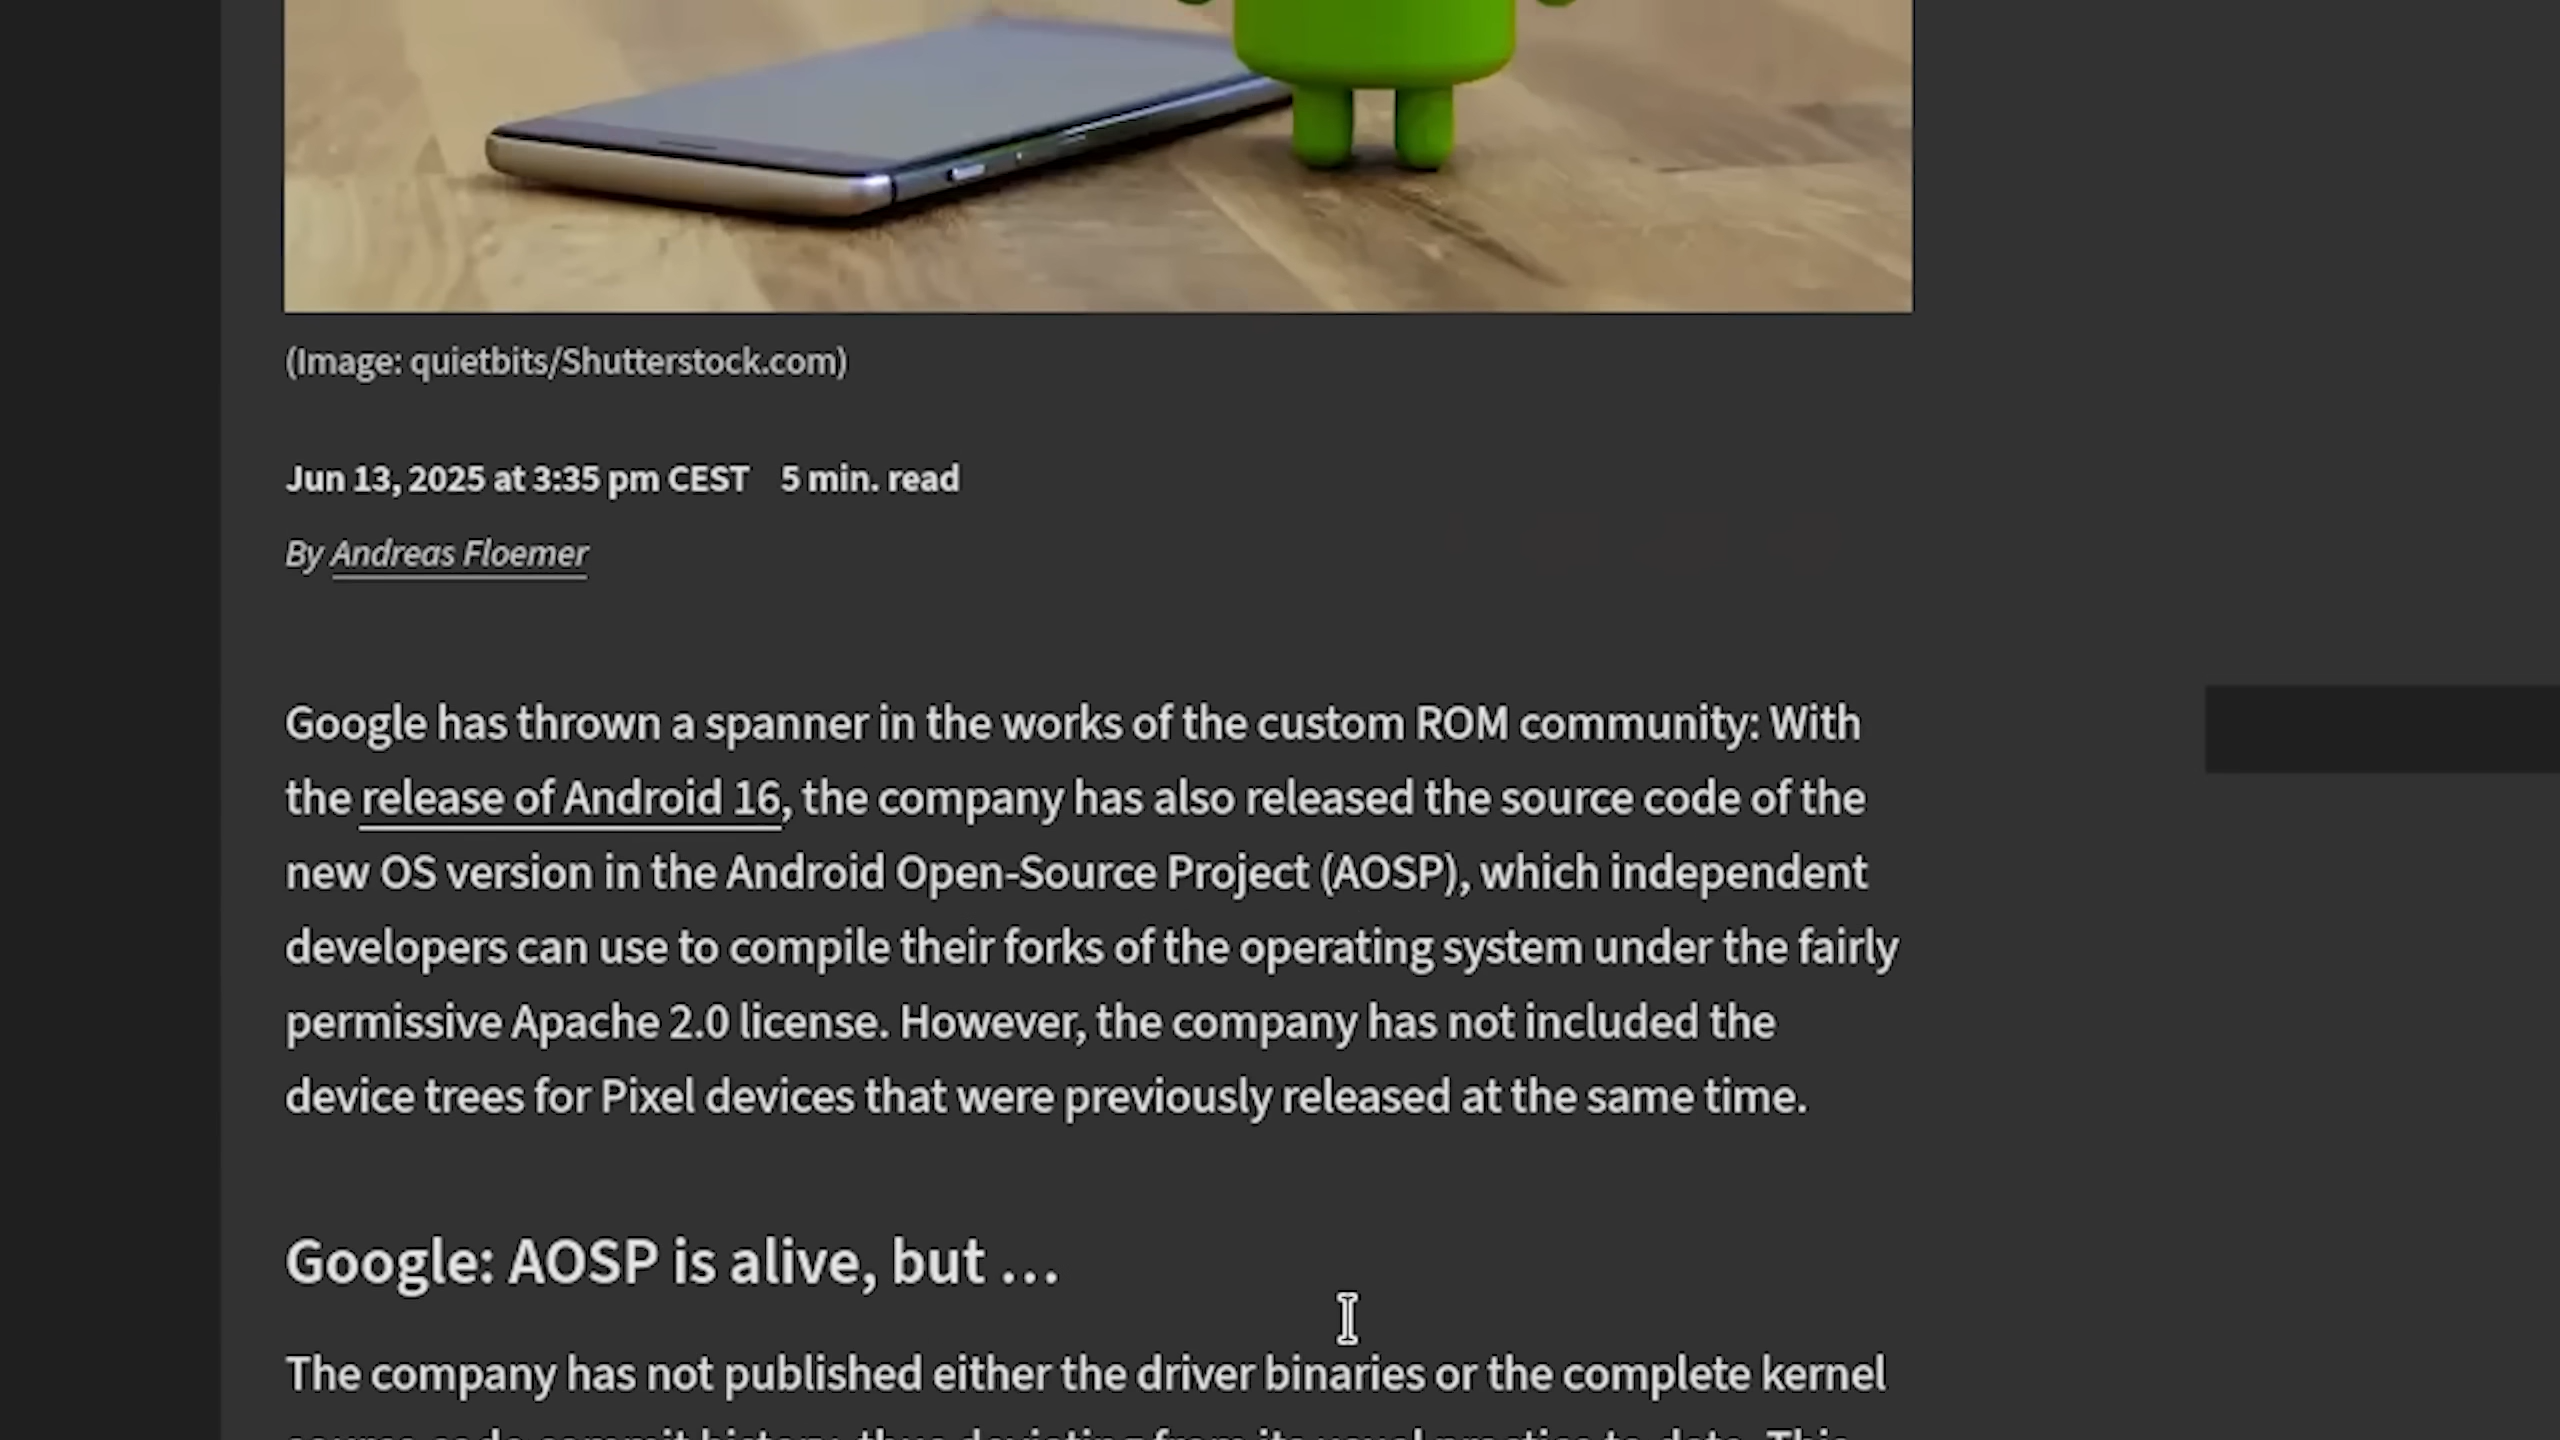 (Image: quietbits/Shutterstock.com)
Jun 13, 2025 at 3:35 pm CEST 5 min. read
By Andreas Floemer
Google has thrown a spanner in the works of the custom ROM community: With
the release of Android 16, the company has also released the source code of the
new OS version in the Android Open-Source Project (AOSP), which independent
developers can use to compile their forks of the operating system under the fairly
permissive Apache 2.0 license. However, the company has not included the
device trees for Pixel devices that were previously released at the same time.
Google: AOSP is alive, but …
The company has not published either the driver binaries or the complete kernel